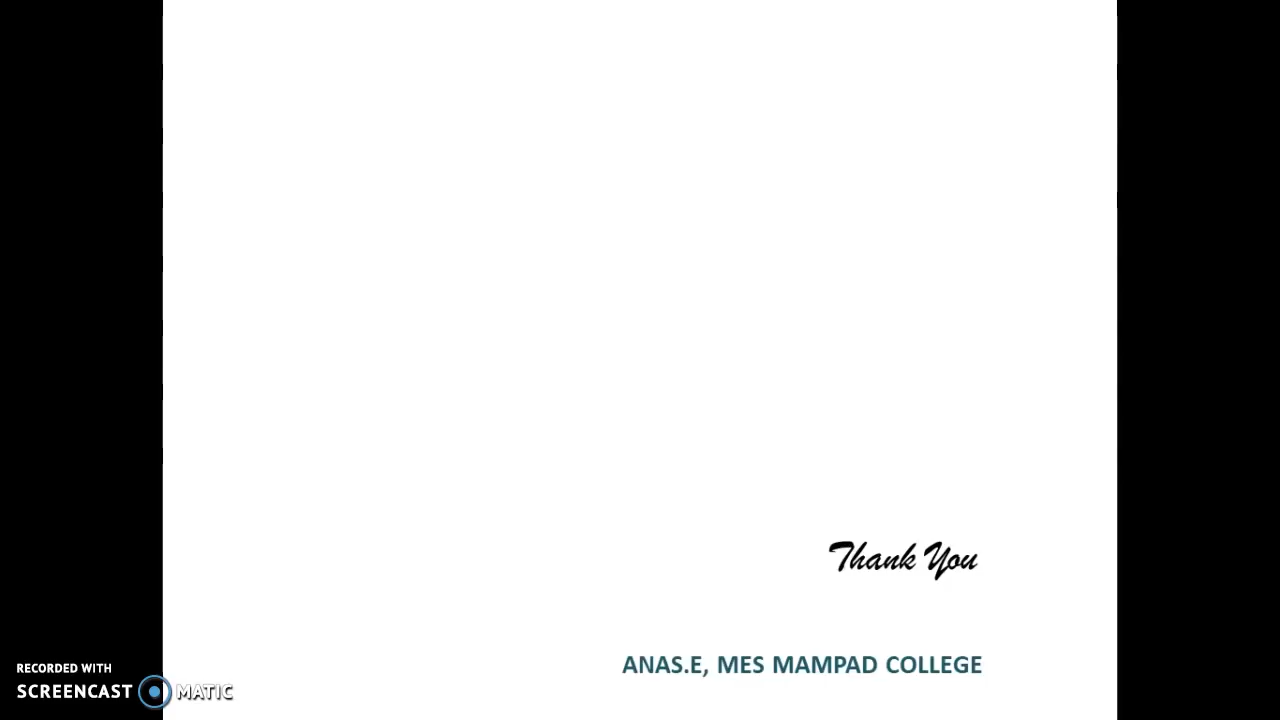 Thank You
ANAS.E, MES MAMPAD COLLEGE
RECORDED WITH
SCREENCAST MATIC